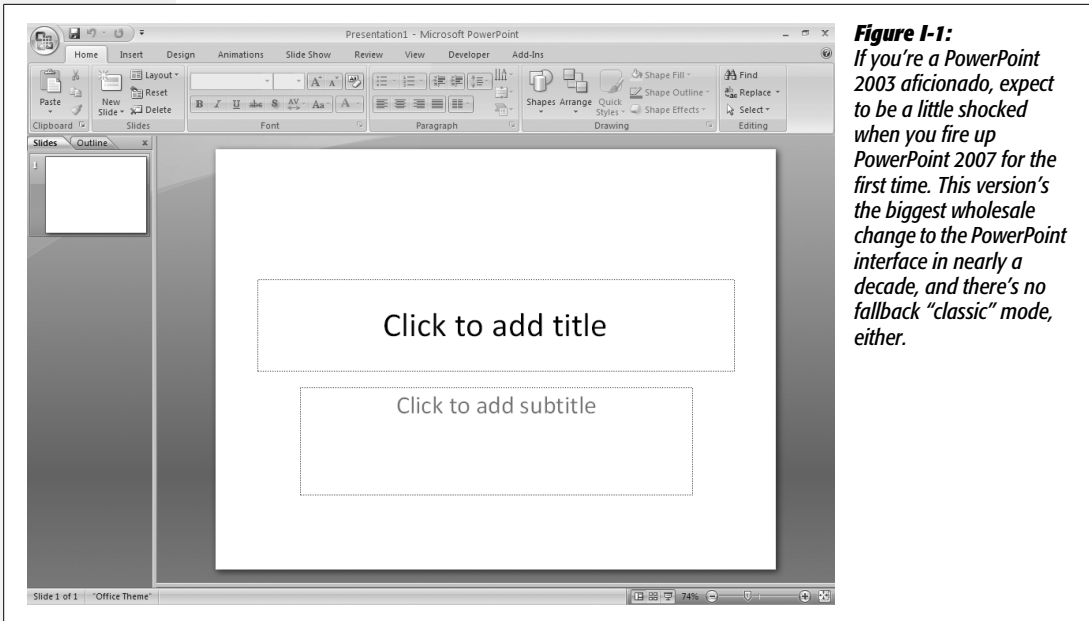 Presentation1 - Microsoft PowerPoint
Home Insert Design Animations Slide Show Review View Developer Add-Ins
Layout
Reset
Delete
Paste
New
Slide
B I U abc S AV Aa A
A A
Shapes Arrange Quick
Styles
Shape Fill
Shape Outline
Shape Effects
Find
Replace
Select
Clipboard Slides Font Paragraph Drawing Editing
Slides Outline x
1
Click to add title
Click to add subtitle
Slide 1 of 1 "Office Theme" 74%
Figure I-1:
If you're a PowerPoint
2003 aficionado, expect
to be a little shocked
when you fire up
PowerPoint 2007 for the
first time. This version's
the biggest wholesale
change to the PowerPoint
interface in nearly a
decade, and there's no
fallback “classic” mode,
either.